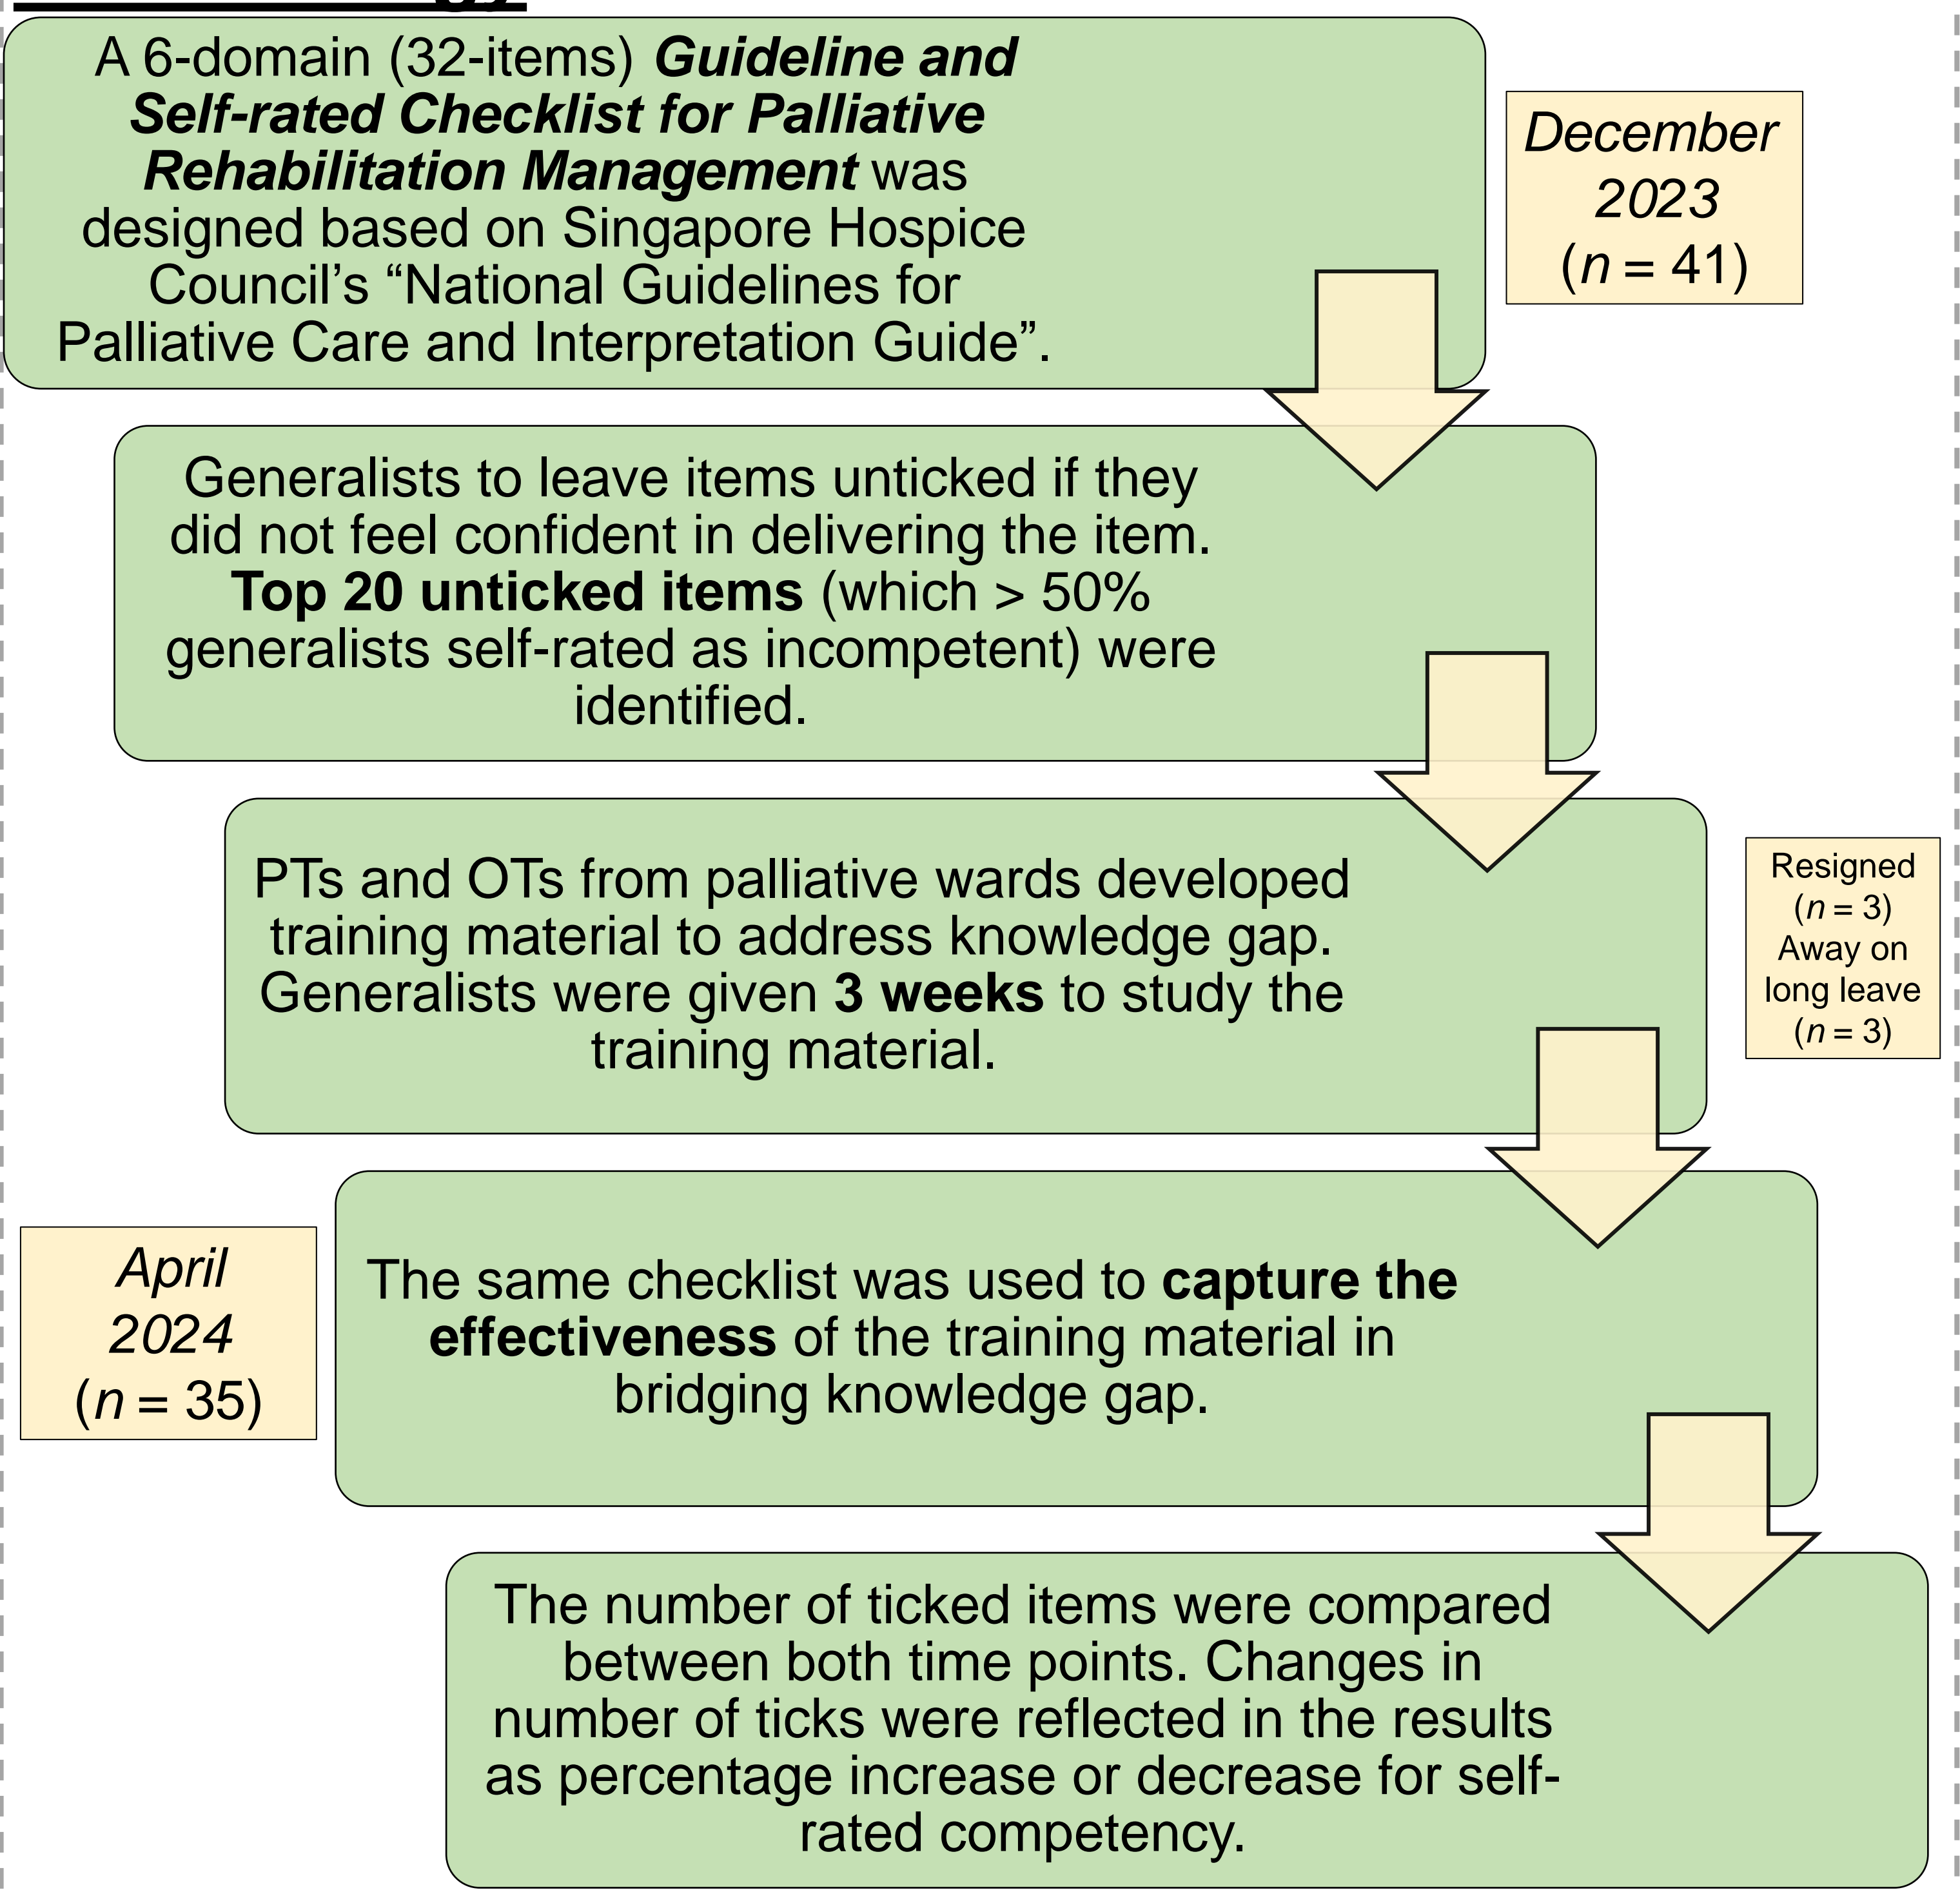 A 6-domain (32-items) Guideline and
Self-rated Checklist for Palliative
Rehabilitation Management was
designed based on Singapore Hospice
Council’s “National Guidelines for
Palliative Care and Interpretation Guide”.
December
2023
(n = 41)
Generalists to leave items unticked if they
did not feel confident in delivering the item.
Top 20 unticked items (which > 50%
generalists self-rated as incompetent) were
identified.
PTs and OTs from palliative wards developed
training material to address knowledge gap.
Generalists were given 3 weeks to study the
training material.
Resigned
(n = 3)
Away on
long leave
(n = 3)
April
2024
(n = 35)
The same checklist was used to capture the
effectiveness of the training material in
bridging knowledge gap.
The number of ticked items were compared
between both time points. Changes in
number of ticks were reflected in the results
as percentage increase or decrease for self-
rated competency.